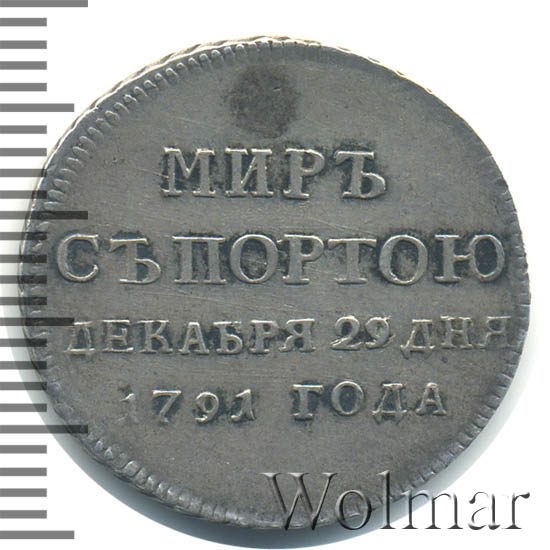 МИРЪ
СЪ ПОРТОЮ
ДЕКАБРЯ 29 ДНЯ
1791 ГОДА
Wolmar